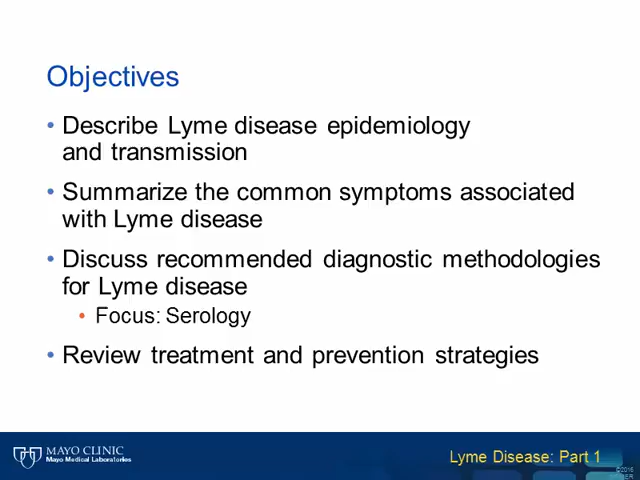 Objectives
• Describe Lyme disease epidemiology
and transmission
• Summarize the common symptoms associated
with Lyme disease
• Discuss recommended diagnostic methodologies
for Lyme disease
• Focus: Serology
• Review treatment and prevention strategies
MAYO CLINIC
Mayo Medical Laboratories
Lyme Disease: Part 1
©2016